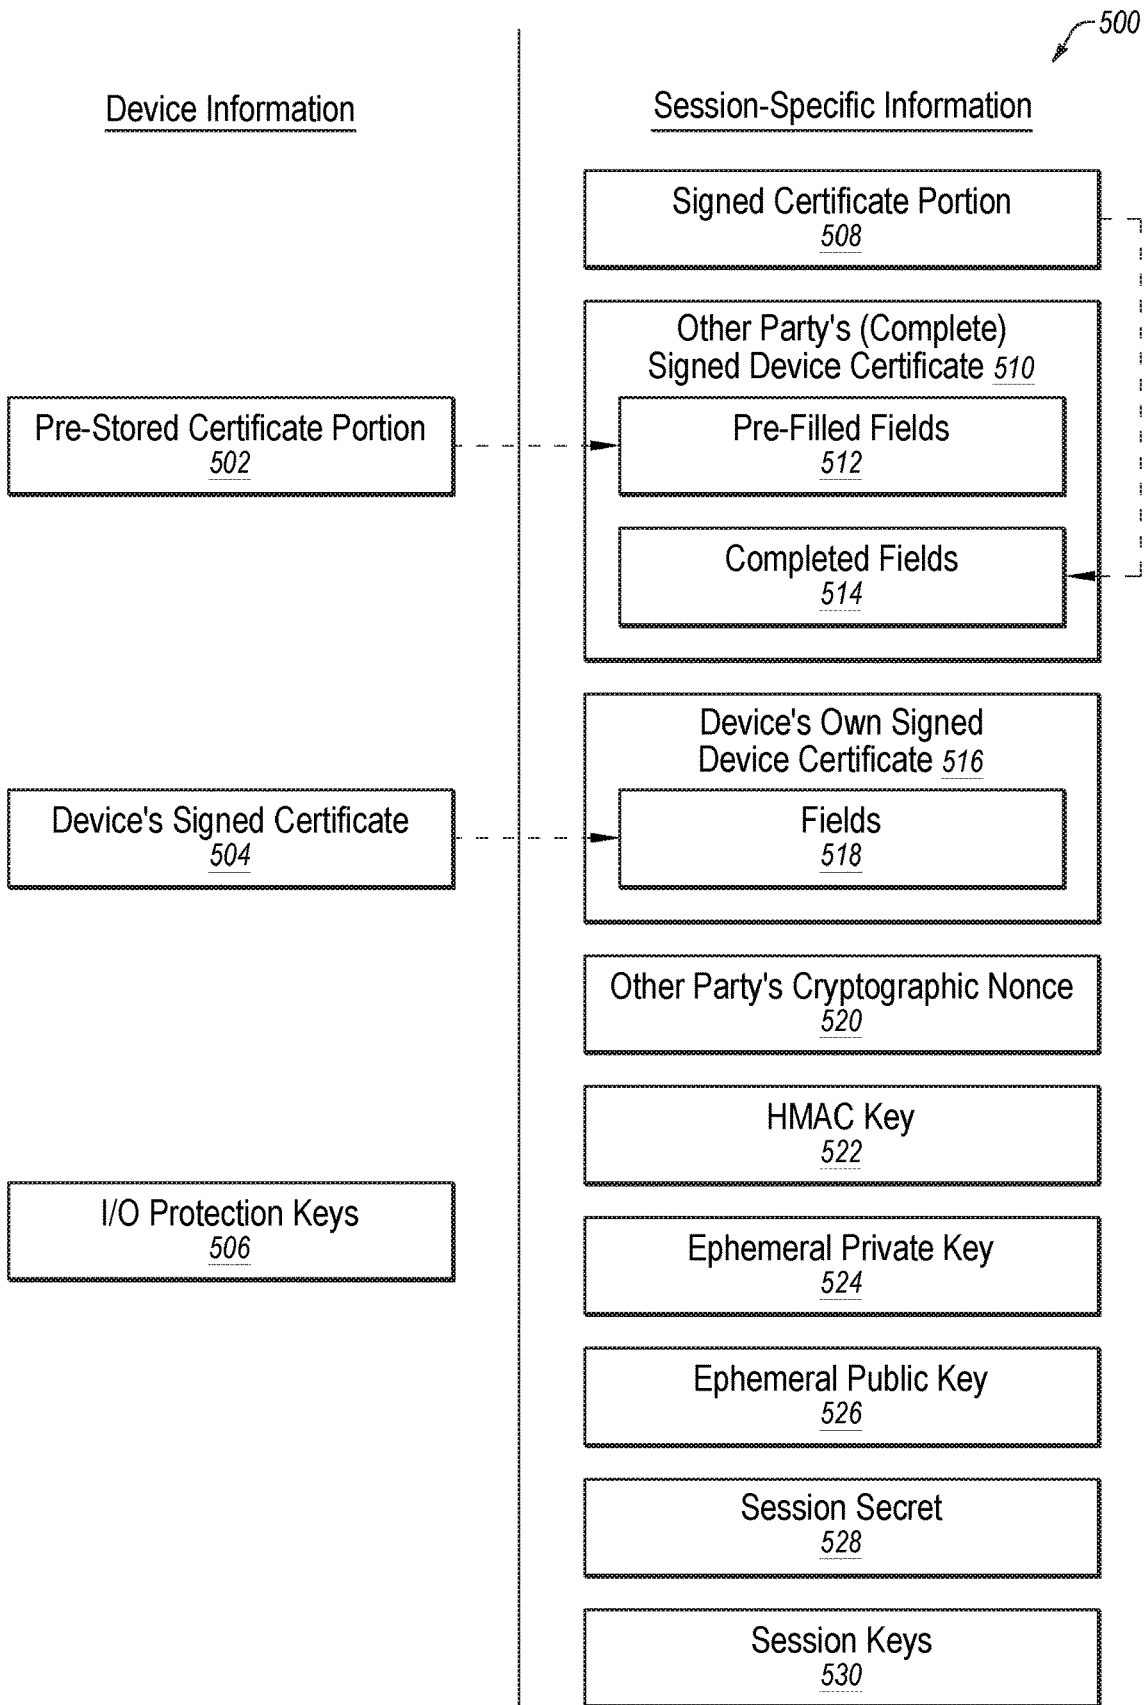 500
Device Information
Session-Specific Information
Signed Certificate Portion
508
Other Party's (Complete)
Signed Device Certificate 510
Pre-Stored Certificate Portion
502
Pre-Filled Fields
512
Completed Fields
514
Device's Own Signed
Device Certificate 516
Device's Signed Certificate
504
Fields
518
Other Party's Cryptographic Nonce
520
HMAC Key
522
I/O Protection Keys
506
Ephemeral Private Key
524
Ephemeral Public Key
526
Session Secret
528
Session Keys
530